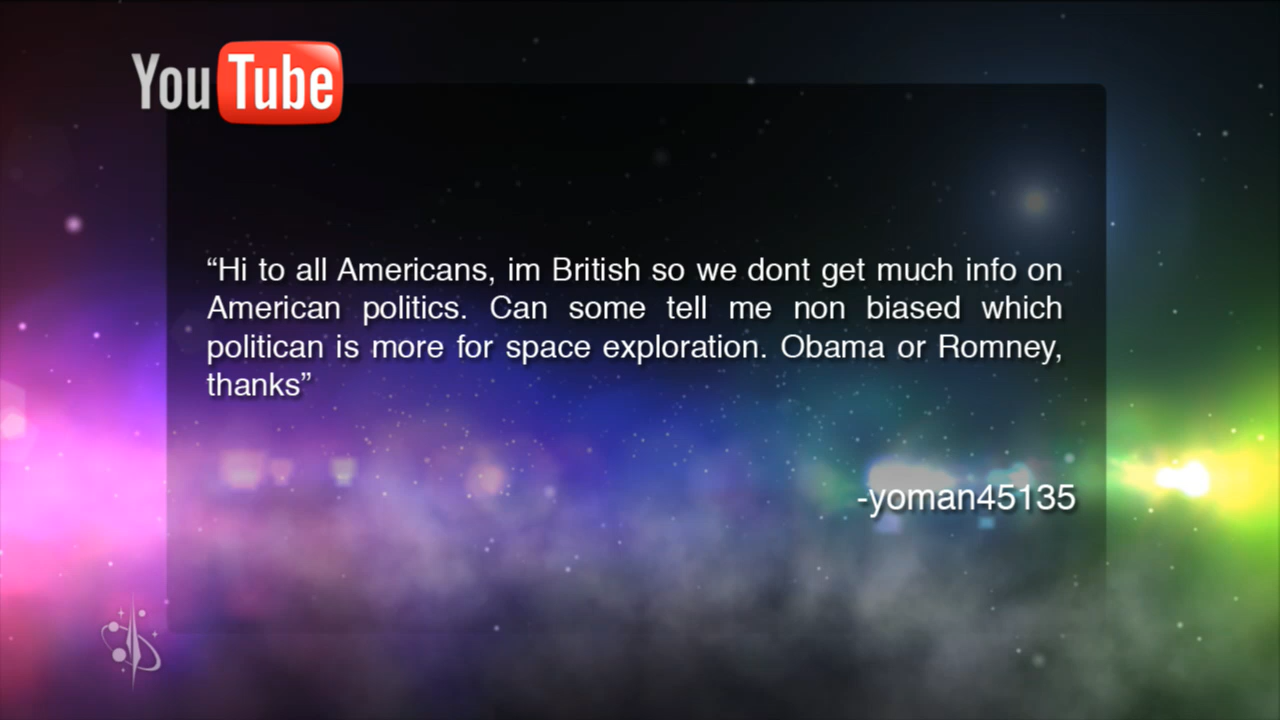 YouTube
“Hi to all Americans, im British so we dont get much info on
American politics. Can some tell me non biased which
politican is more for space exploration. Obama or Romney,
thanks”
-yoman45135